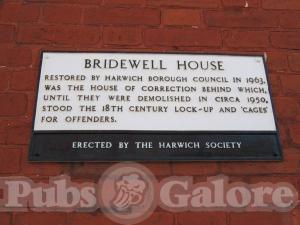 BRIDEWELL HOUSE
RESTORED BY HARWICH BOROUGH COUNCIL IN 1963,
WAS THE HOUSE OF CORRECTION BEHIND WHICH,
UNTIL THEY WERE DEMOLISHED IN CIRCA 1950,
STOOD THE 18TH CENTURY LOCK-UP AND 'CAGES'
FOR OFFENDERS.
ERECTED BY THE HARWICH SOCIETY
PubsGalore